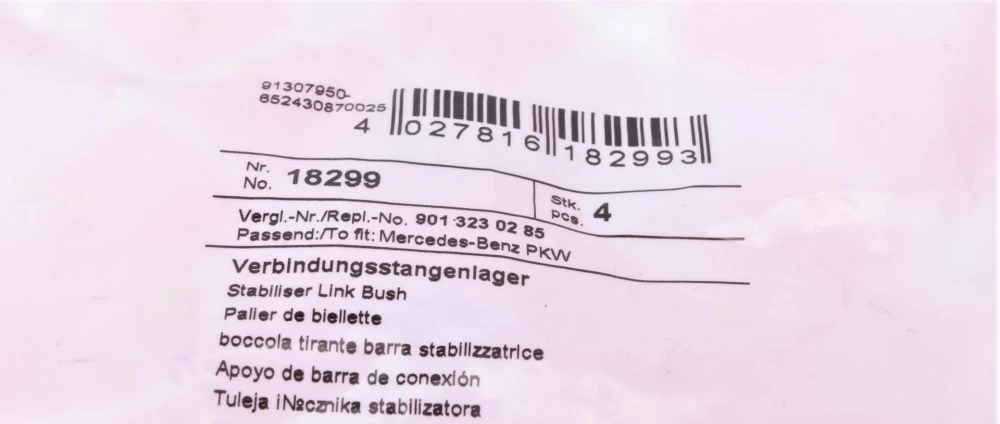 91307950-
652430870025
4 027816 182993
Nr.
No. 18299
Stk.
pcs. 4
Vergl.-Nr./Repl.-No. 901 323 02 85
Passend:/To fit: Mercedes-Benz PKW
Verbindungsstangenlager
Stabiliser Link Bush
Palier de biellette
boccola tirante barra stabilizzatrice
Apoyo de barra de conexión
Tuleja iNɐcznika stabilizatora